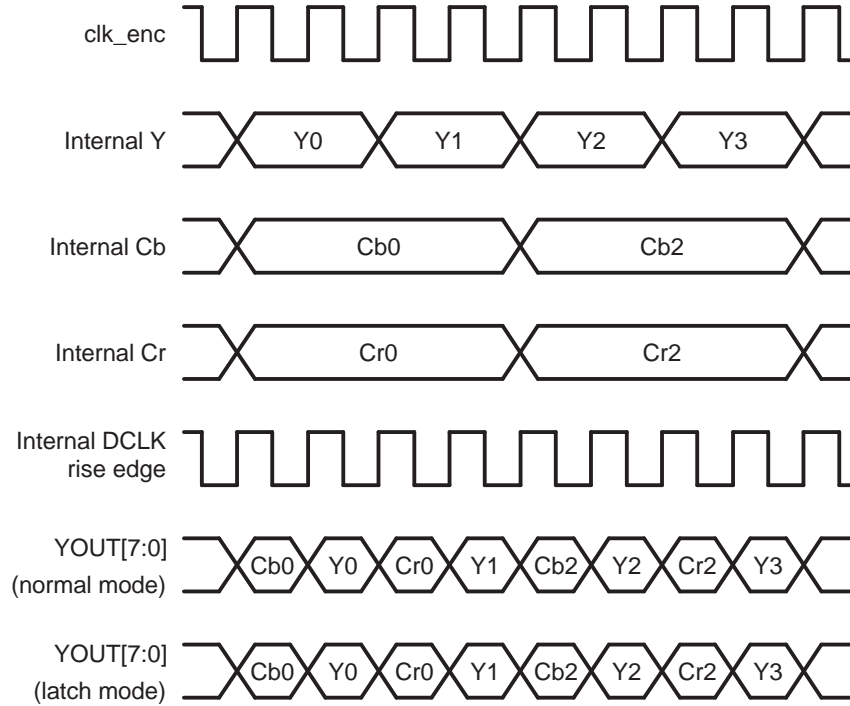 clk_enc
Internal Y
Y0 Y1 Y2 Y3
Internal Cb
Cb0 Cb2
Internal Cr
Cr0 Cr2
Internal DCLK
rise edge
YOUT[7:0]
(normal mode)
Cb0 Y0 Cr0 Y1 Cb2 Y2 Cr2 Y3
YOUT[7:0]
(latch mode)
Cb0 Y0 Cr0 Y1 Cb2 Y2 Cr2 Y3